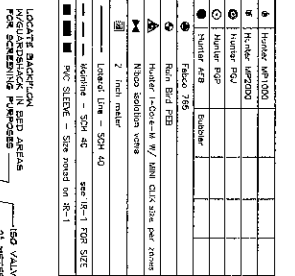 Hunter MP1000
Hunter MP2000
Hunter PGJ
Hunter PGP
Hunter AFB Bubbler
Febco 765
Rain Bird PEB
Hunter I-Core-M W/ MINI CLIK size per zones
Nibco isolation valve
2 inch meter
Lateral Line - SCH 40
Mainline - SCH 40 see IR-1 FOR SIZE
PVC SLEEVE - Size noted on IR-1
LOCATE BACKFLOW
W/GUARDSHACK IN BED AREAS
FOR SCREENING PURPOSES
ISO VALV